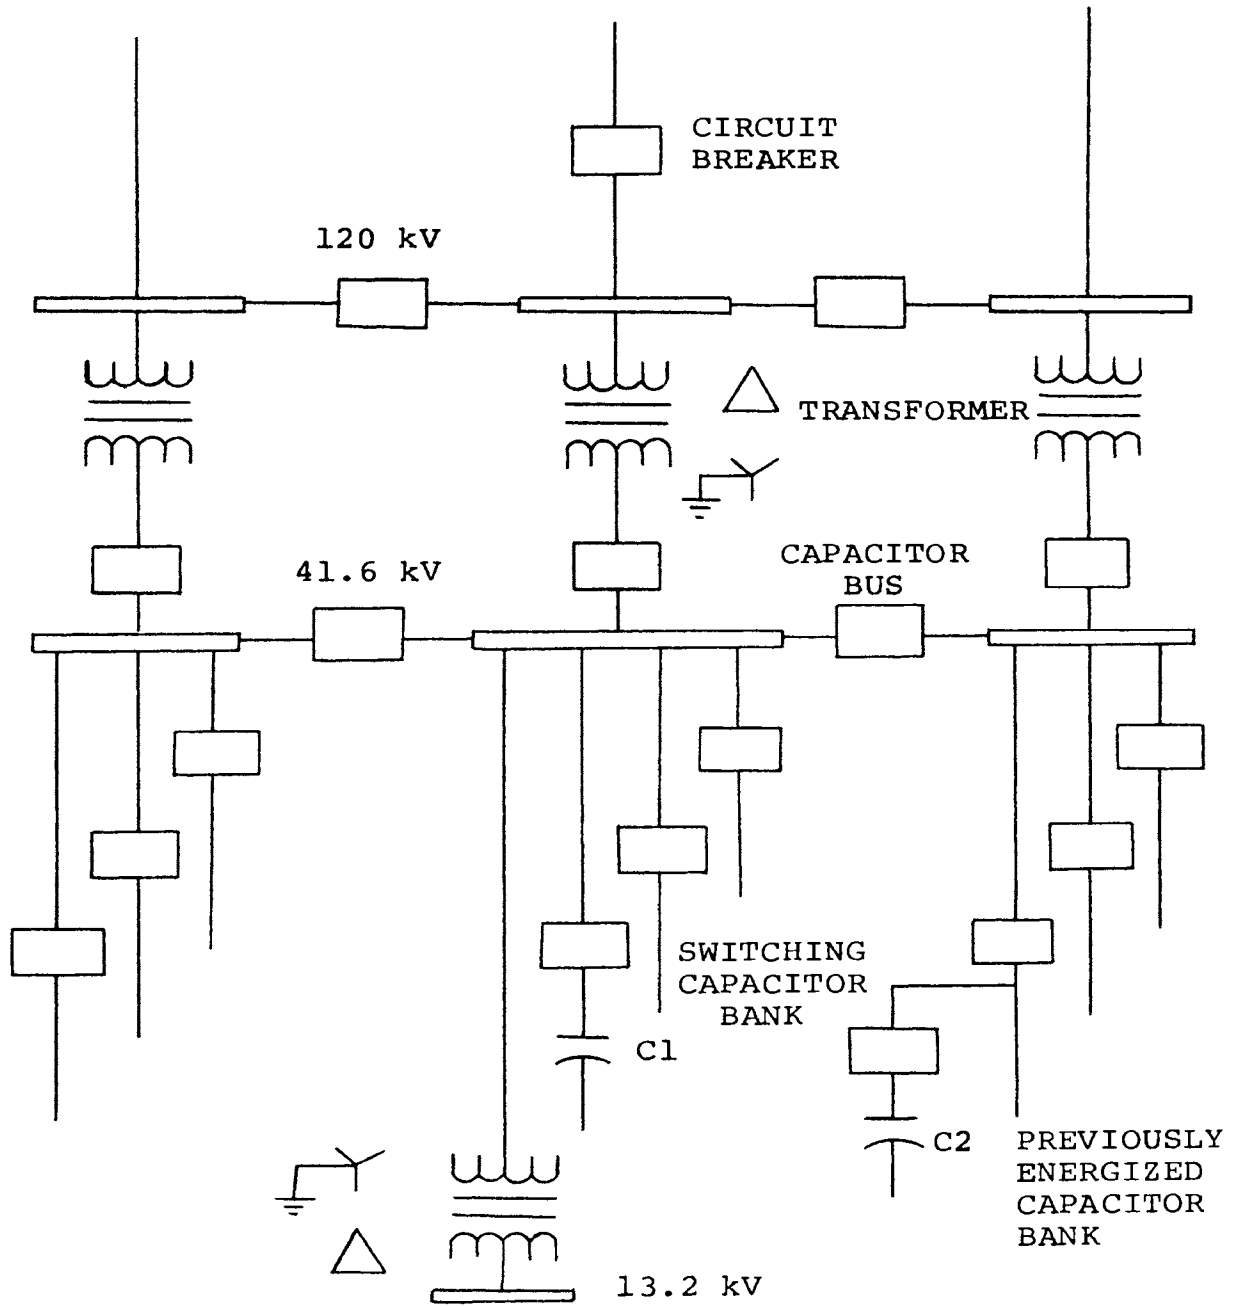 CIRCUIT
BREAKER
120 kV
TRANSFORMER
41.6 kV
CAPACITOR
BUS
SWITCHING
CAPACITOR
BANK
C1
C2
PREVIOUSLY
ENERGIZED
CAPACITOR
BANK
13.2 kV